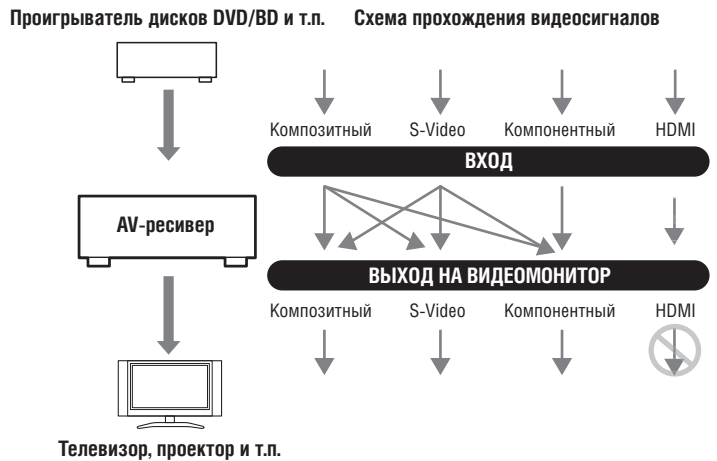 Проигрыватель дисков DVD/BD и т.п.
Схема прохождения видеосигналов
Композитный
S-Video
Компонентный
HDMI
ВХОД
AV-ресивер
ВЫХОД НА ВИДЕОМОНИТОР
Композитный
S-Video
Компонентный
HDMI
Телевизор, проектор и т.п.